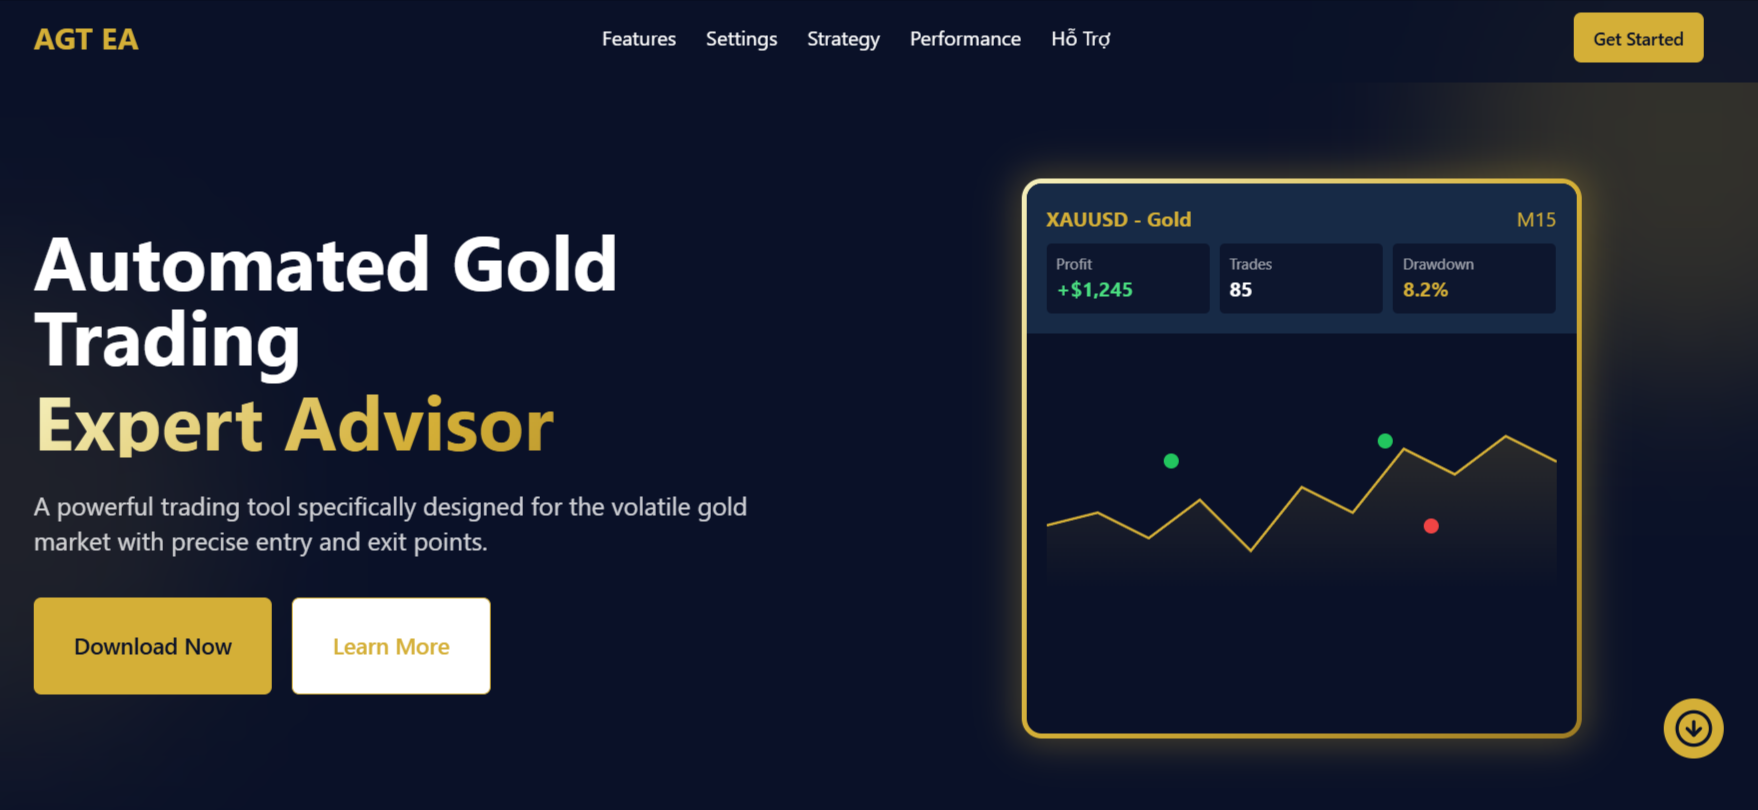 AGT EA
Features
Settings
Strategy
Performance
Hỗ Trợ
Get Started
Automated Gold
Trading
Expert Advisor
A powerful trading tool specifically designed for the volatile gold
market with precise entry and exit points.
Download Now
Learn More
XAUUSD - Gold
M15
Profit
+$1,245
Trades
85
Drawdown
8.2%